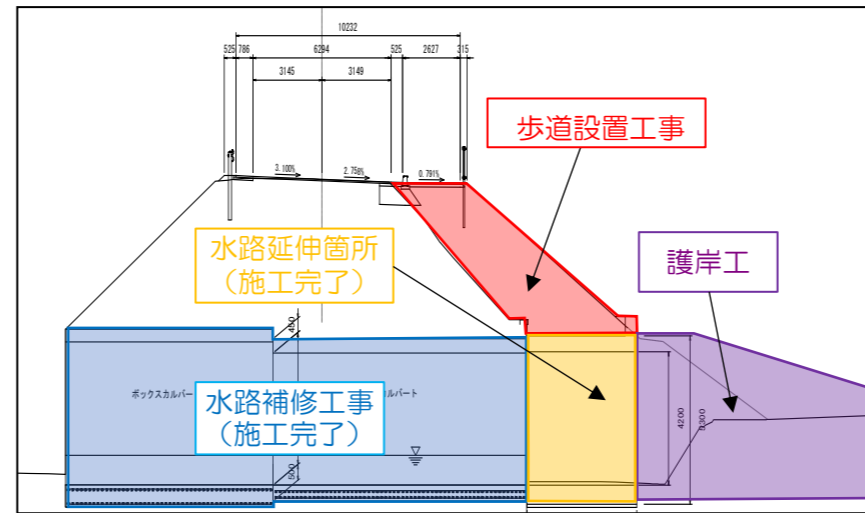 10232
525 786 6294 525 2627 315
3145 3149
歩道設置工事
3.100% 2.758% 0.791%
水路延伸箇所
（施工完了）
護岸工
450
ボックスカルバー
水路補修工事
（施工完了）
ルバート
4200
500